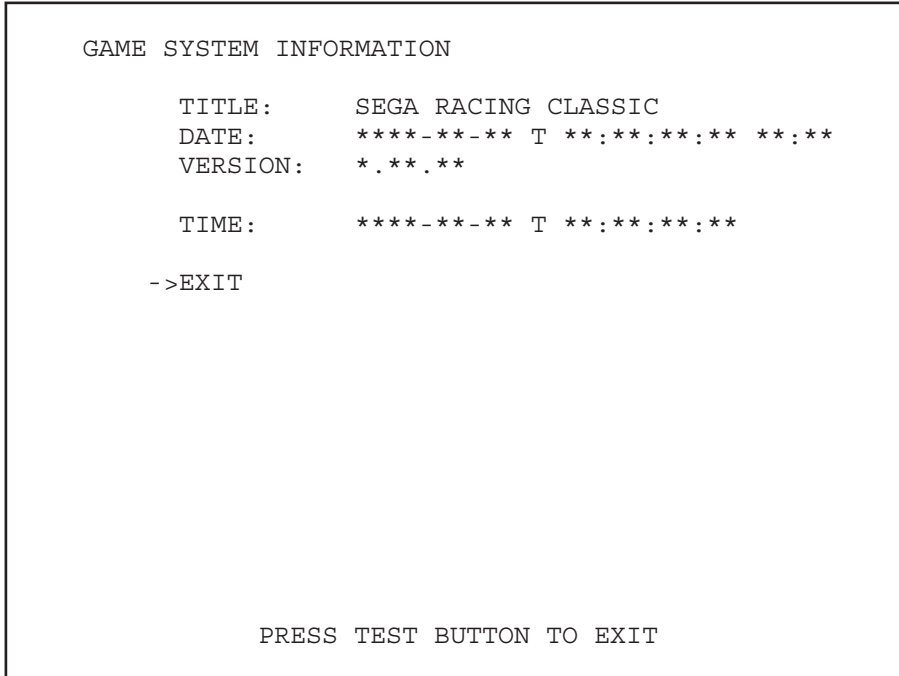 GAME SYSTEM INFORMATION
TITLE: SEGA RACING CLASSIC
DATE: ****-**-** T **:**:**:** **:**
VERSION: *.**.**
TIME: ****-**-** T **:**:**:**
->EXIT
PRESS TEST BUTTON TO EXIT